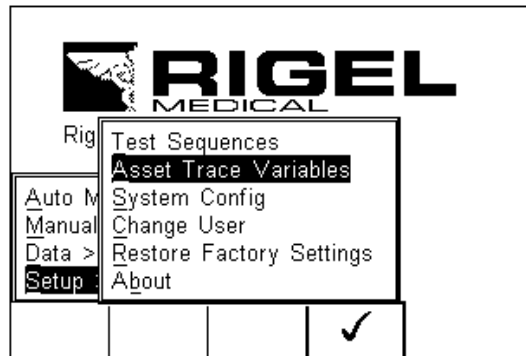 RIGEL
MEDICAL
Rig
Test Sequences
Asset Trace Variables
System Config
Change User
Restore Factory Settings
About
Auto M
Manual
Data >
Setup